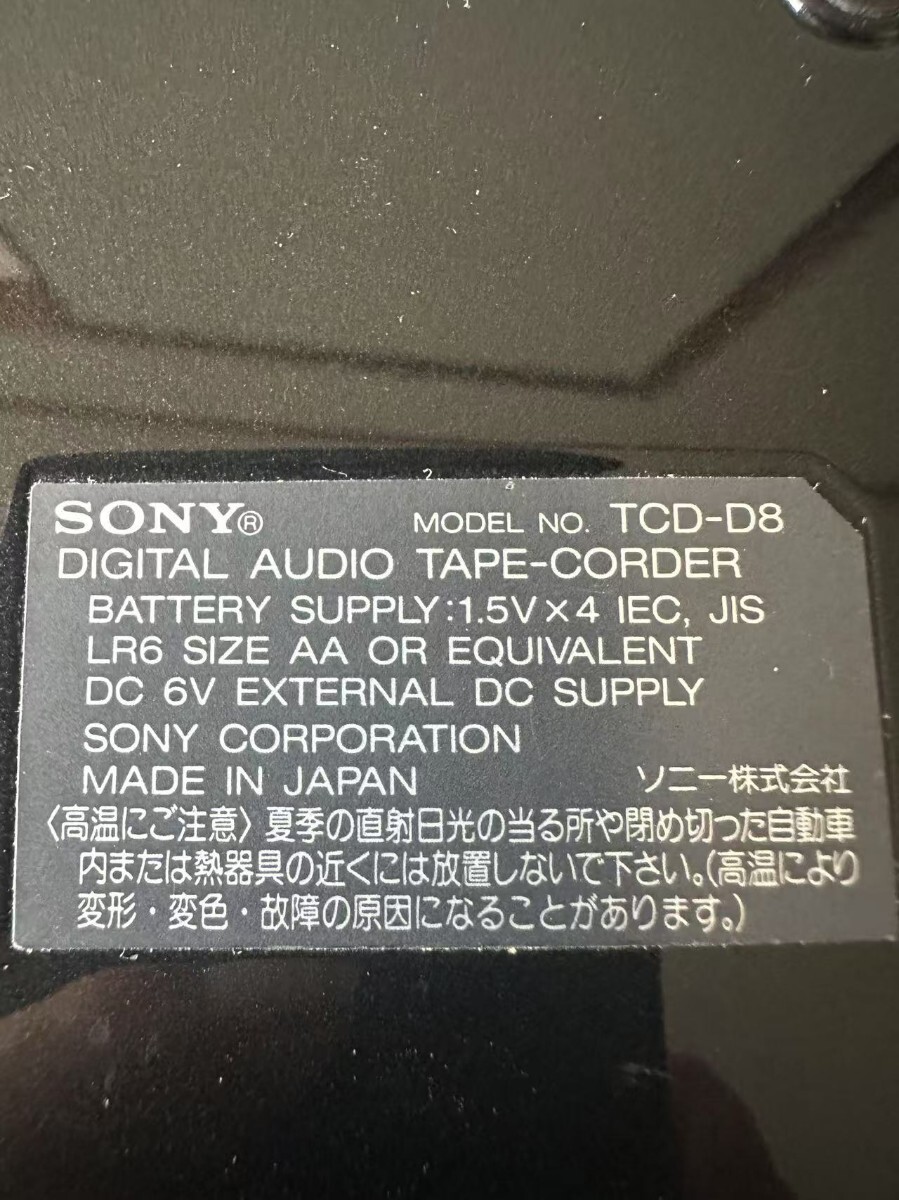 SONY® MODEL NO. TCD-D8
DIGITAL AUDIO TAPE-CORDER
BATTERY SUPPLY:1.5V×4 IEC, JIS
LR6 SIZE AA OR EQUIVALENT
DC 6V EXTERNAL DC SUPPLY
SONY CORPORATION
MADE IN JAPAN ソニー株式会社
〈高温にご注意〉夏季の直射日光の当る所や閉め切った自動車
内または熱器具の近くには放置しないで下さい。(高温により
変形・変色・故障の原因になることがあります。)